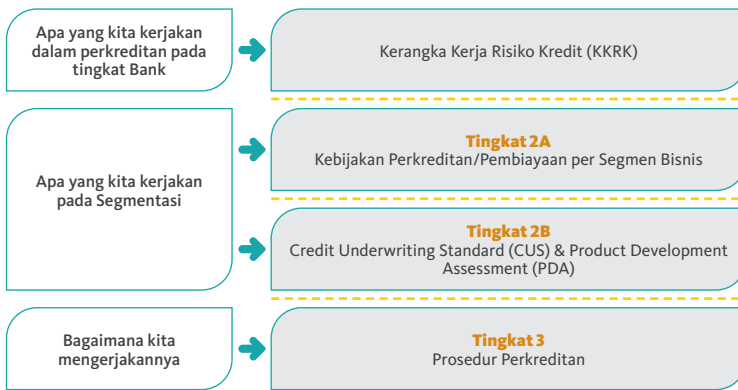 Apa yang kita kerjakan
dalam perkreditan pada
tingkat Bank
Kerangka Kerja Risiko Kredit (KKRK)
Apa yang kita kerjakan
pada Segmentasi
Tingkat 2A
Kebijakan Perkreditan/Pembiayaan per Segmen Bisnis
Tingkat 2B
Credit Underwriting Standard (CUS) & Product Development
Assessment (PDA)
Bagaimana kita
mengerjakannya
Tingkat 3
Prosedur Perkreditan